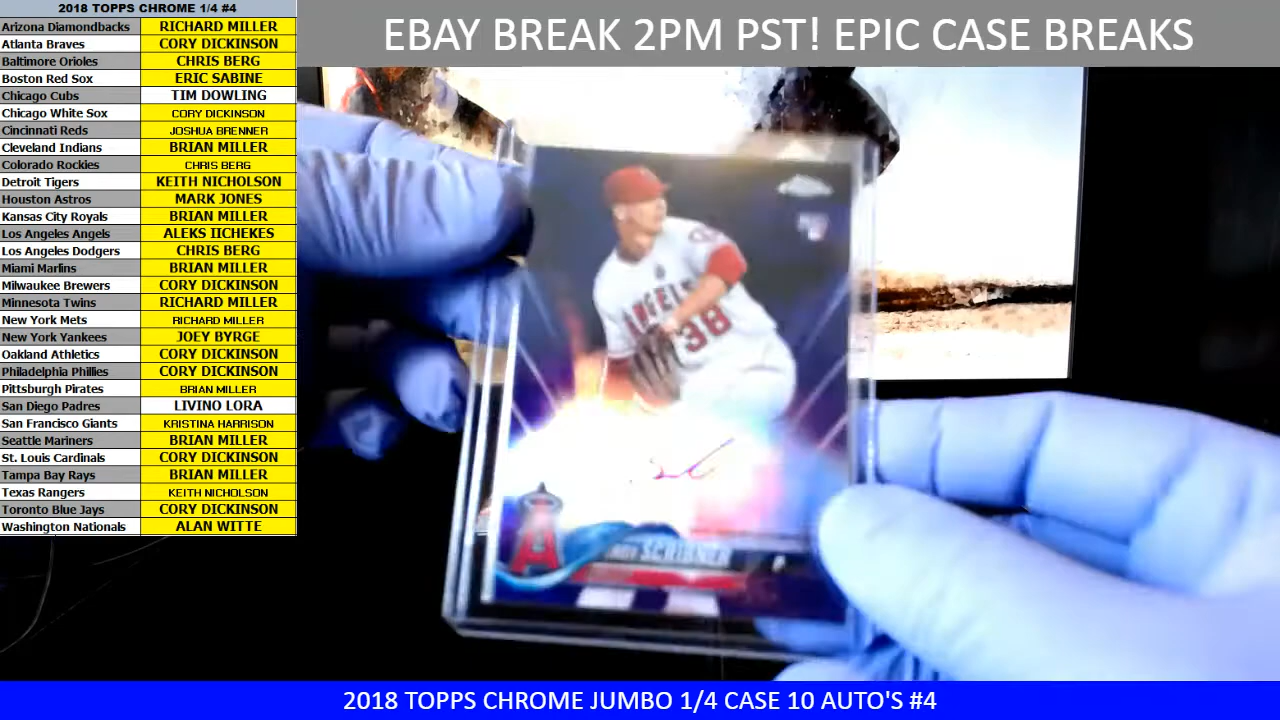 2018 TOPPS CHROME 1/4 #4
EBAY BREAK 2PM PST! EPIC CASE BREAKS
Arizona Diamondbacks RICHARD MILLER
Atlanta Braves CORY DICKINSON
Baltimore Orioles CHRIS BERG
Boston Red Sox ERIC SABINE
Chicago Cubs TIM DOWLING
Chicago White Sox CORY DICKINSON
Cincinnati Reds JOSHUA BRENNER
Cleveland Indians BRIAN MILLER
Colorado Rockies CHRIS BERG
Detroit Tigers KEITH NICHOLSON
Houston Astros MARK JONES
Kansas City Royals BRIAN MILLER
Los Angeles Angels ALEKS IICHEKES
Los Angeles Dodgers CHRIS BERG
Miami Marlins BRIAN MILLER
Milwaukee Brewers CORY DICKINSON
Minnesota Twins RICHARD MILLER
New York Mets RICHARD MILLER
New York Yankees JOEY BYRGE
Oakland Athletics CORY DICKINSON
Philadelphia Phillies CORY DICKINSON
Pittsburgh Pirates BRIAN MILLER
San Diego Padres LIVINO LORA
San Francisco Giants KRISTINA HARRISON
Seattle Mariners BRIAN MILLER
St. Louis Cardinals CORY DICKINSON
Tampa Bay Rays BRIAN MILLER
Texas Rangers KEITH NICHOLSON
Toronto Blue Jays CORY DICKINSON
Washington Nationals ALAN WITTE
ANGELS
38
A
SCRIBNER
2018 TOPPS CHROME JUMBO 1/4 CASE 10 AUTO'S #4